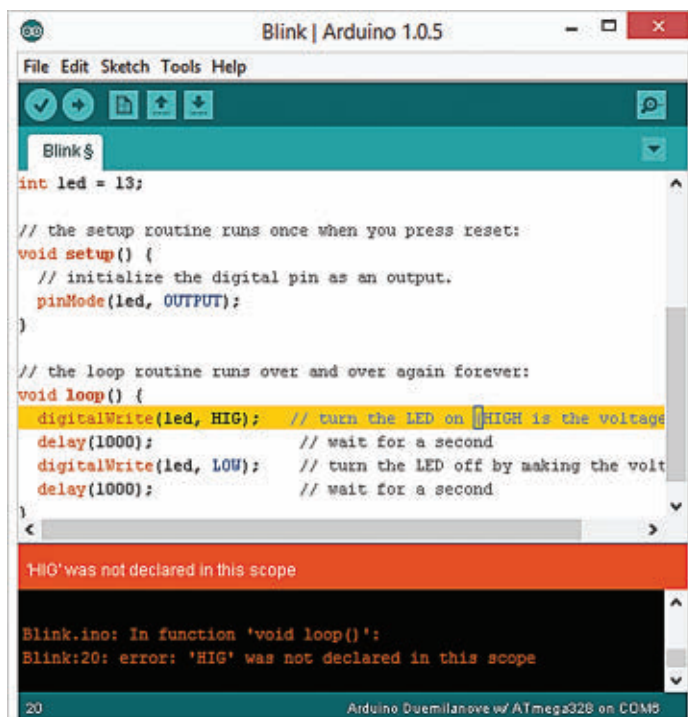 Blink | Arduino 1.0.5
File Edit Sketch Tools Help
Blink §
int led = 13;
// the setup routine runs once when you press reset:
void setup() {
// initialize the digital pin as an output.
pinMode(led, OUTPUT);
}
// the loop routine runs over and over again forever:
void loop() {
digitalWrite(led, HIG); // turn the LED on (HIGH is the voltage
delay(1000); // wait for a second
digitalWrite(led, LOW); // turn the LED off by making the volt
delay(1000); // wait for a second
}
'HIG' was not declared in this scope
Blink.ino: In function 'void loop()':
Blink:20: error: 'HIG' was not declared in this scope
20 Arduino Duemilanove w/ ATmega328 on COM6